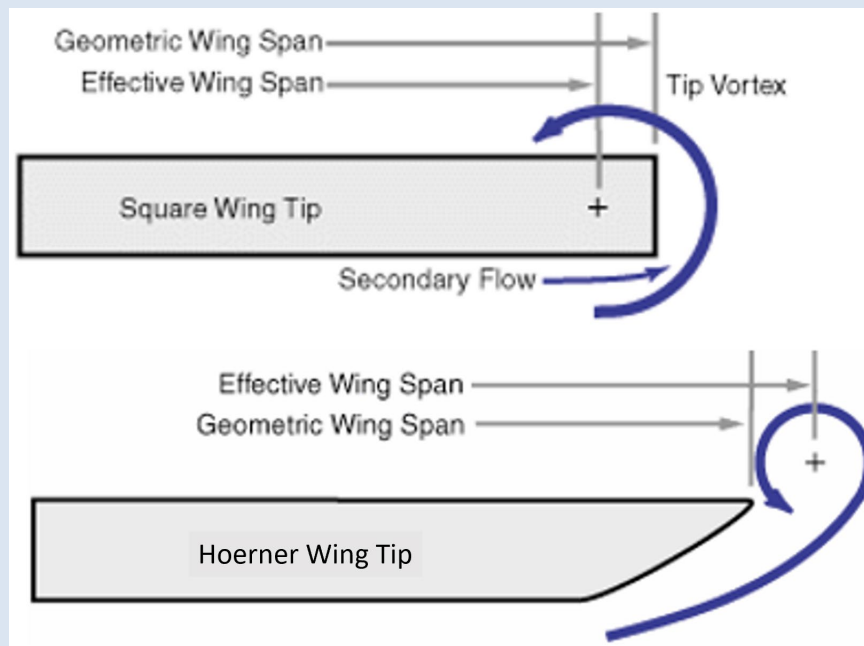 Geometric Wing Span
Effective Wing Span
Tip Vortex
Square Wing Tip
+
Secondary Flow
Effective Wing Span
Geometric Wing Span
+
Hoerner Wing Tip